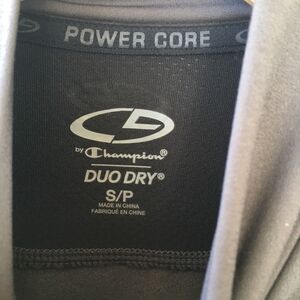 POWER CORE
by Champion®
DUO DRY®
S/P
MADE IN CHINA
FABRIQUÉ EN CHINE